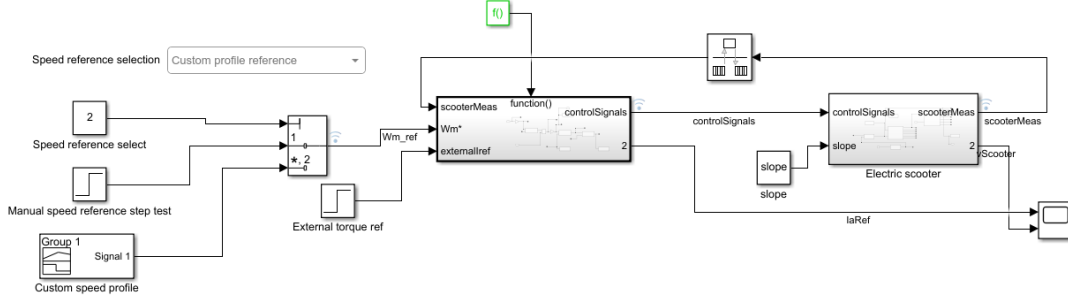 f()
Speed reference selection
Custom profile reference
2
Speed reference select
1
*, 2
Manual speed reference step test
Group 1
Signal 1
Custom speed profile
External torque ref
Wm_ref
scooterMeas
function()
controlSignals
Wm*
externalIref
2
controlSignals
slope
slope
controlSignals
scooterMeas
slope
2
Electric scooter
scooterMeas
vScooter
IaRef